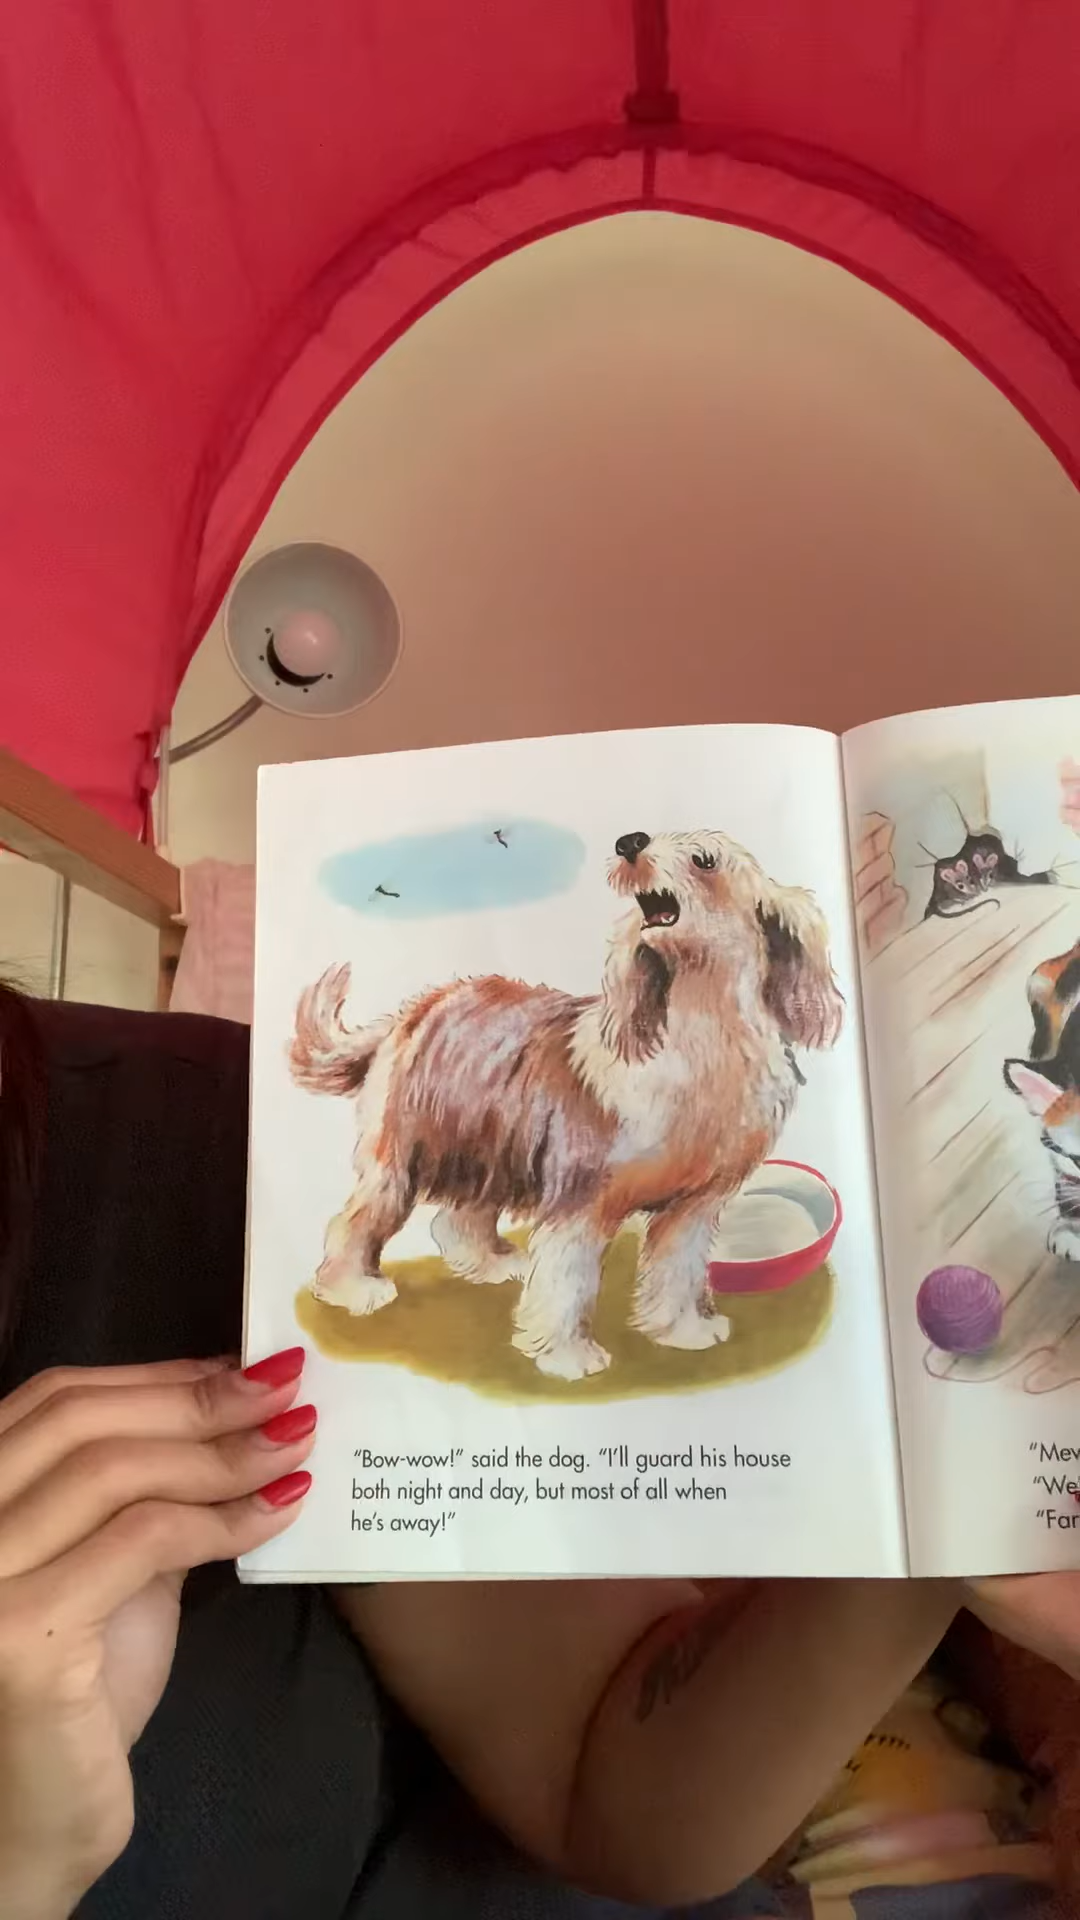 “Bow-wow!” said the dog. “I’ll guard his house
both night and day, but most of all when
he’s away!”
“Mew
“We
“Far